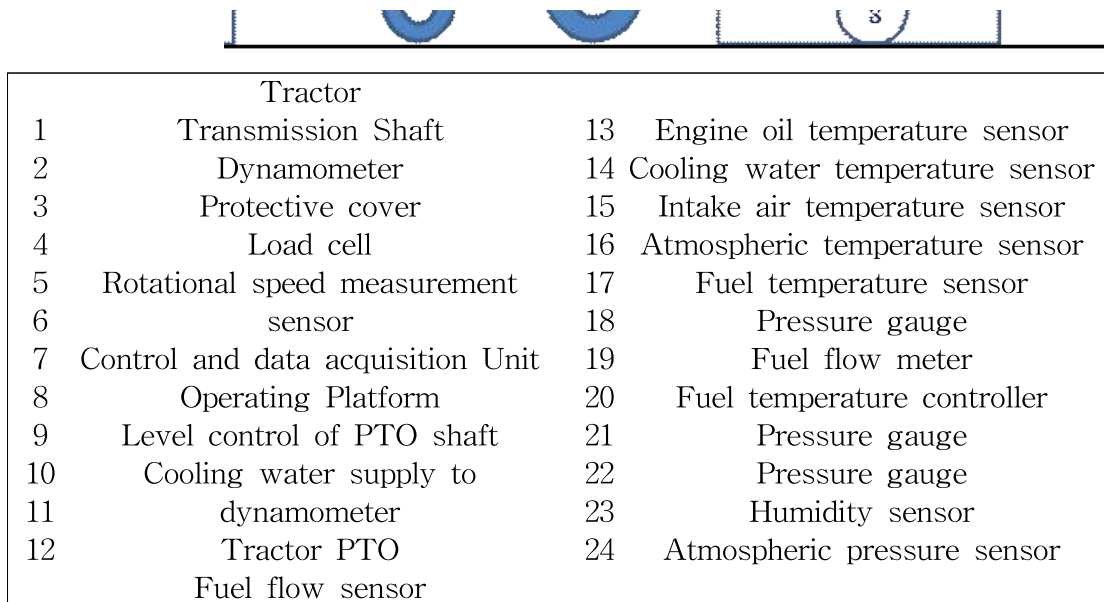 8
Tractor
1 Transmission Shaft 13 Engine oil temperature sensor
2 Dynamometer 14 Cooling water temperature sensor
3 Protective cover 15 Intake air temperature sensor
4 Load cell 16 Atmospheric temperature sensor
5 Rotational speed measurement 17 Fuel temperature sensor
6 sensor 18 Pressure gauge
7 Control and data acquisition Unit 19 Fuel flow meter
8 Operating Platform 20 Fuel temperature controller
9 Level control of PTO shaft 21 Pressure gauge
10 Cooling water supply to 22 Pressure gauge
11 dynamometer 23 Humidity sensor
12 Tractor PTO 24 Atmospheric pressure sensor
Fuel flow sensor